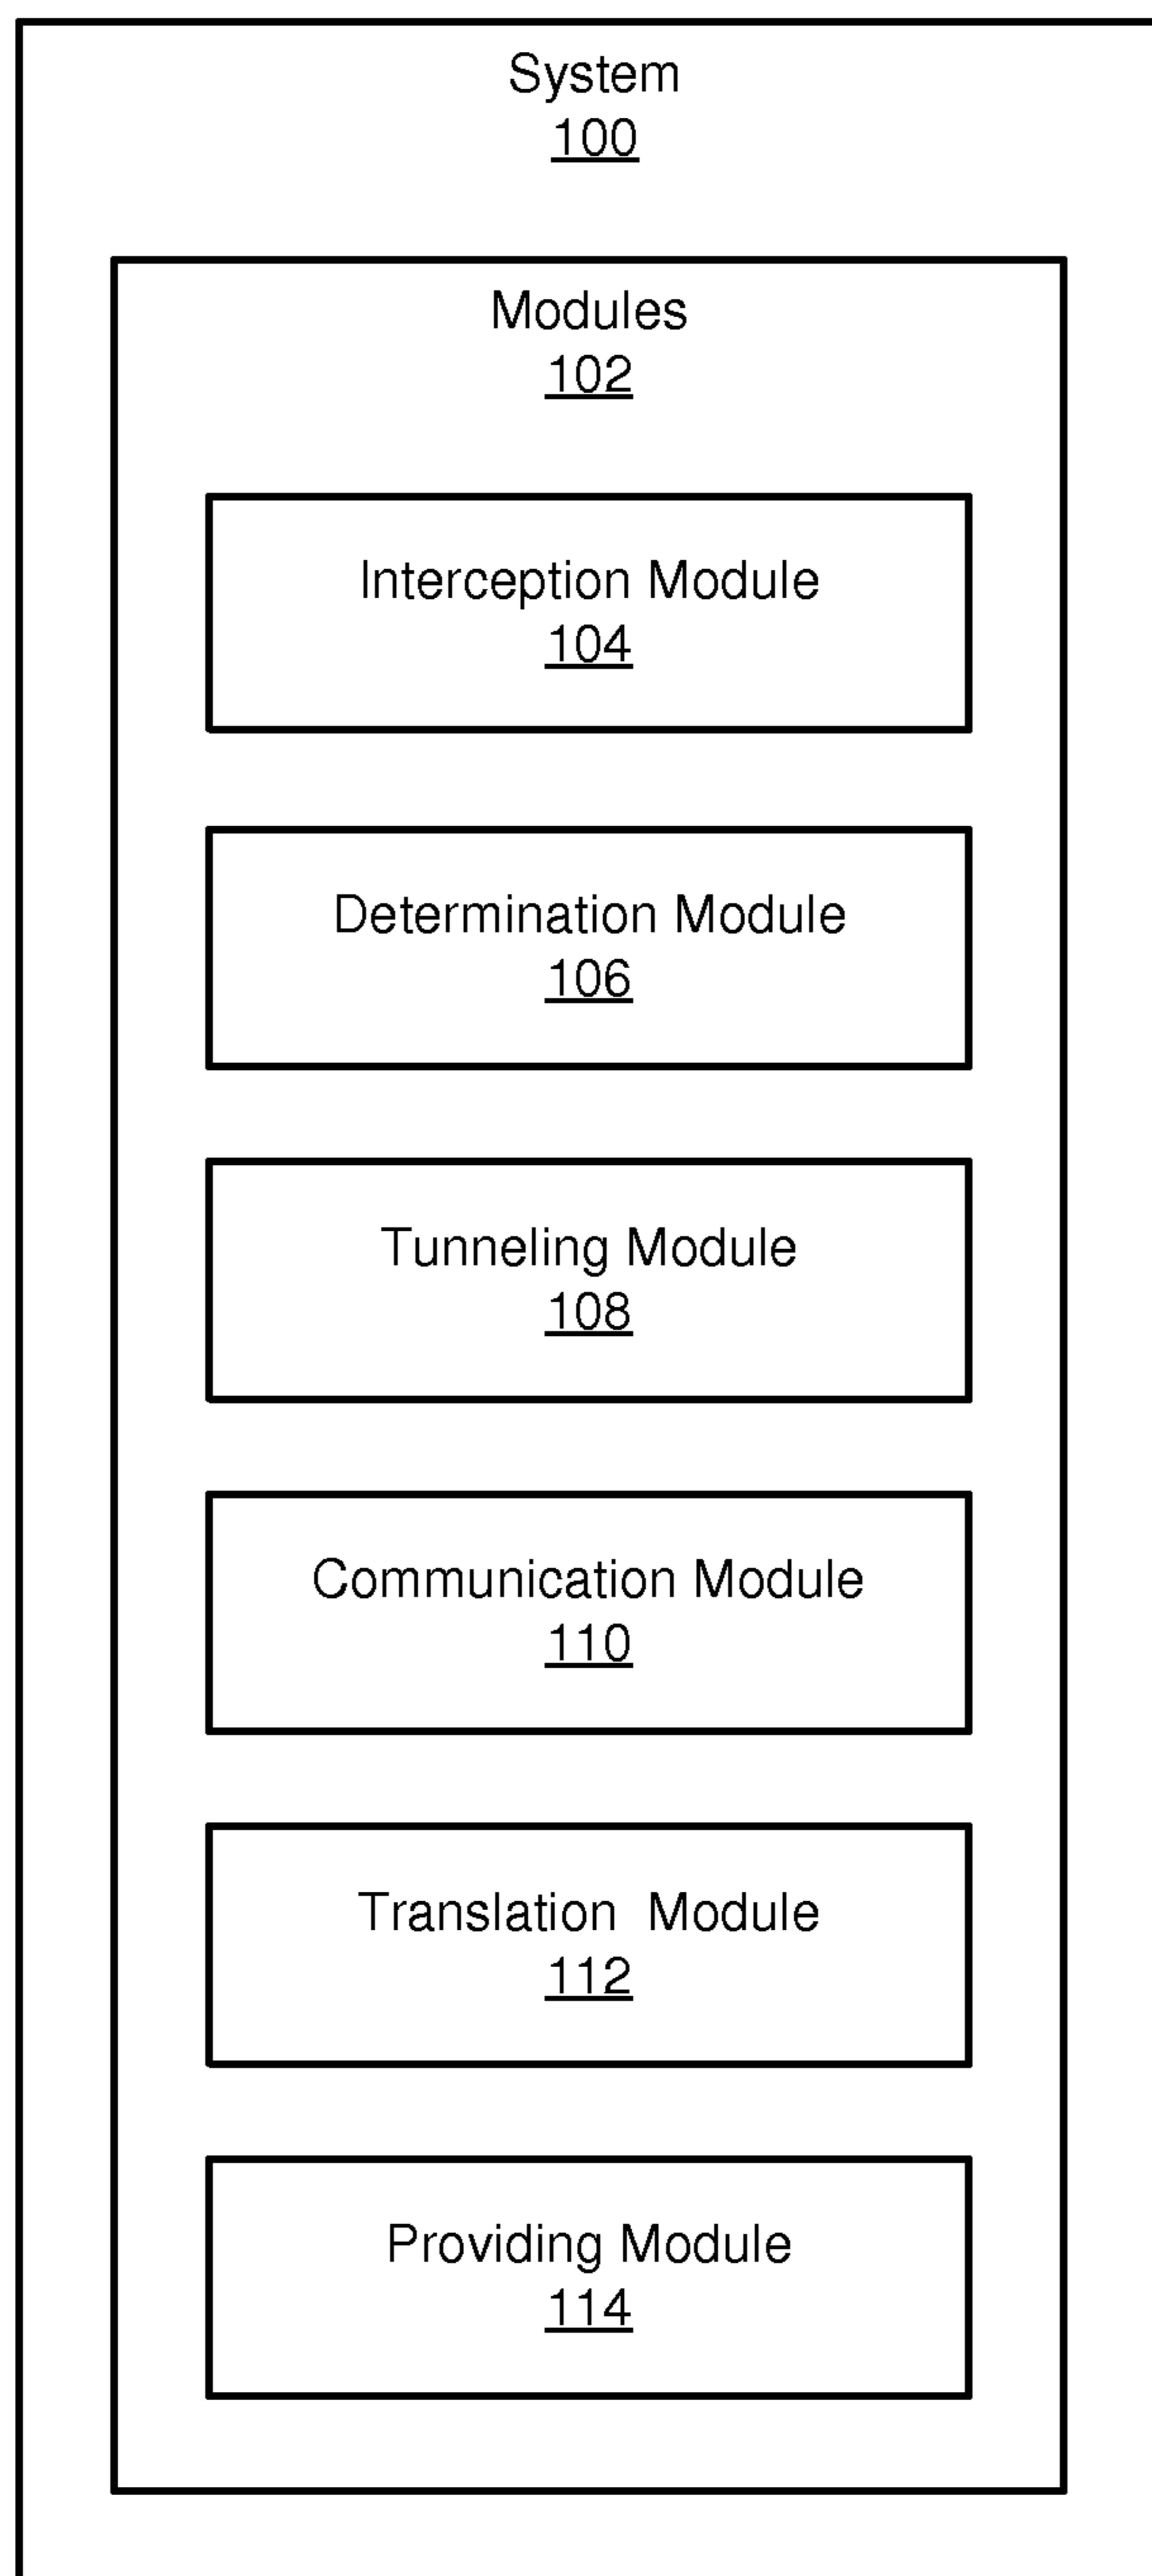 System
100
Modules
102
Interception Module
104
Determination Module
106
Tunneling Module
108
Communication Module
110
Translation Module
112
Providing Module
114